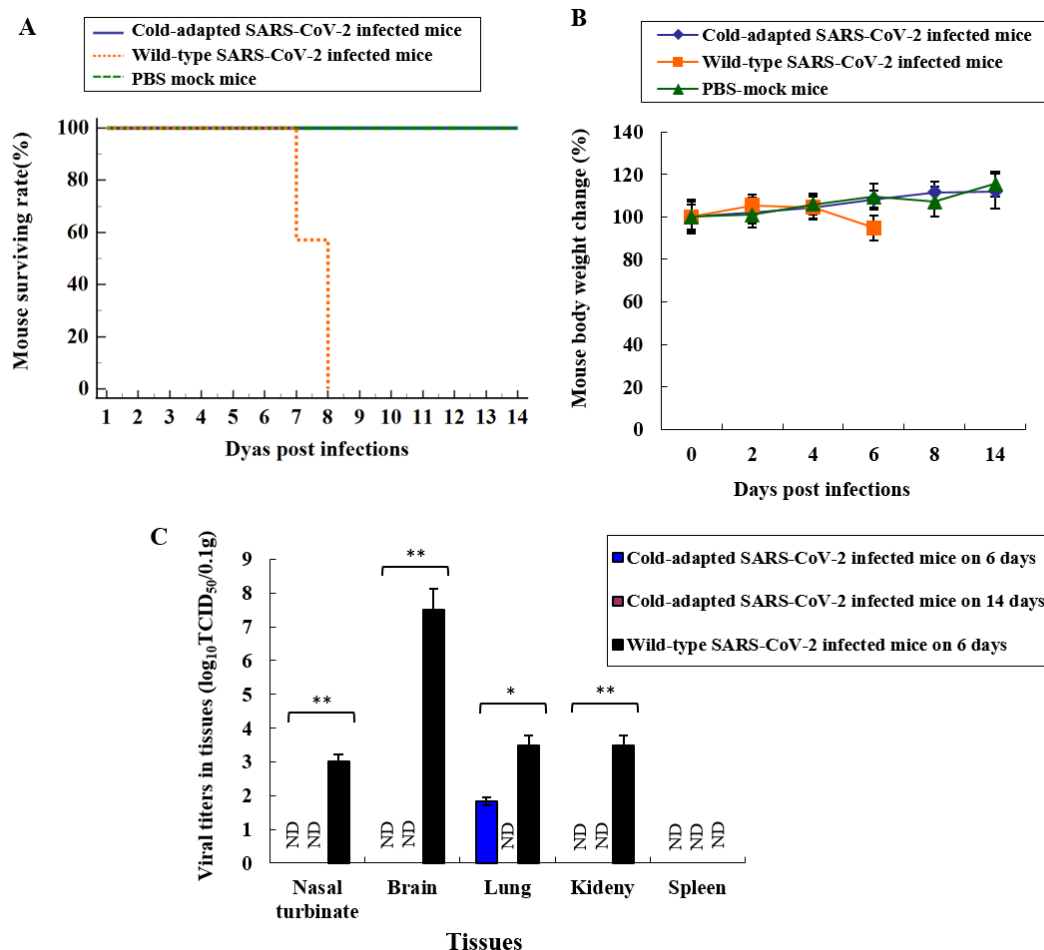 A
Cold-adapted SARS-CoV-2 infected mice
Wild-type SARS-CoV-2 infected mice
PBS mock mice
Mouse surviving rate(%)
100
80
60
40
20
0
1 2 3 4 5 6 7 8 9 10 11 12 13 14
Dyas post infections
B
Cold-adapted SARS-CoV-2 infected mice
Wild-type SARS-CoV-2 infected mice
PBS-mock mice
Mouse body weight change (%)
140
120
100
80
60
40
20
0
0 2 4 6 8 14
Days post infections
C
Cold-adapted SARS-CoV-2 infected mice on 6 days
Cold-adapted SARS-CoV-2 infected mice on 14 days
Wild-type SARS-CoV-2 infected mice on 6 days
Viral titers in tissues (log₁₀TCID₅₀/0.1g)
9
8
7
6
5
4
3
2
1
0
** ** * **
ND ND ND ND ND ND ND ND ND ND
Nasal turbinate
Brain
Lung
Kideny
Spleen
Tissues